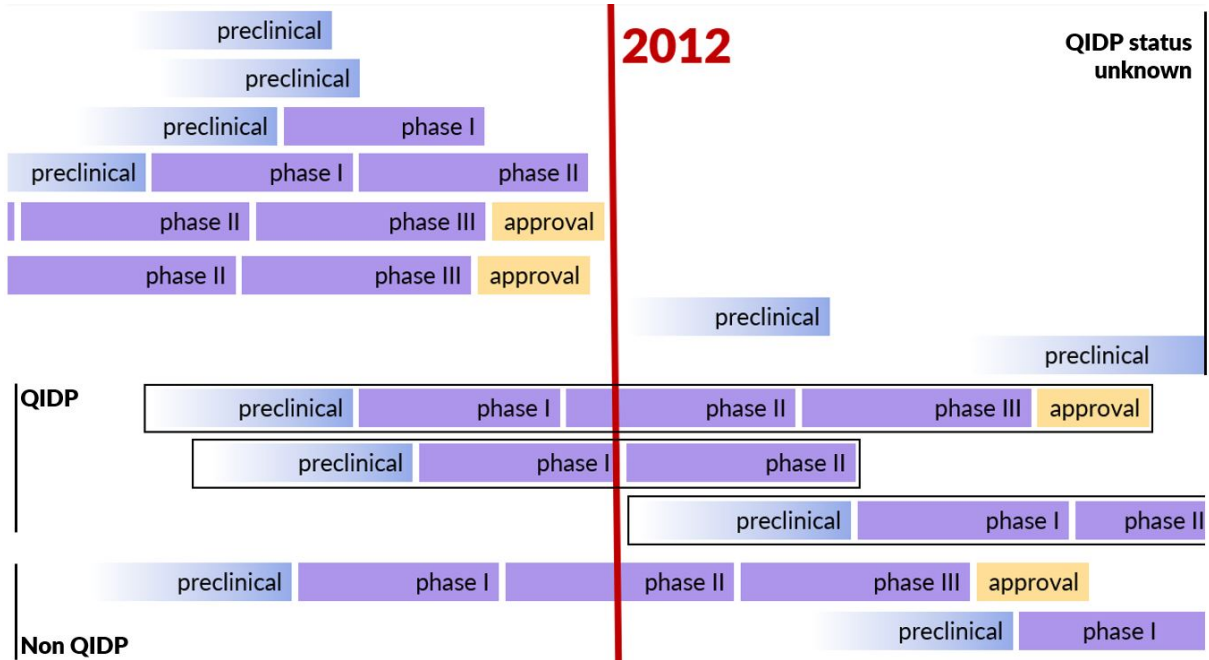 preclinical
2012
QIDP status
unknown
preclinical
preclinical phase I
preclinical phase I phase II
phase II phase III approval
phase II phase III approval
preclinical
preclinical
QIDP
preclinical phase I phase II phase III approval
preclinical phase I phase II
preclinical phase I phase II
preclinical phase I phase II phase III approval
preclinical phase I
Non QIDP